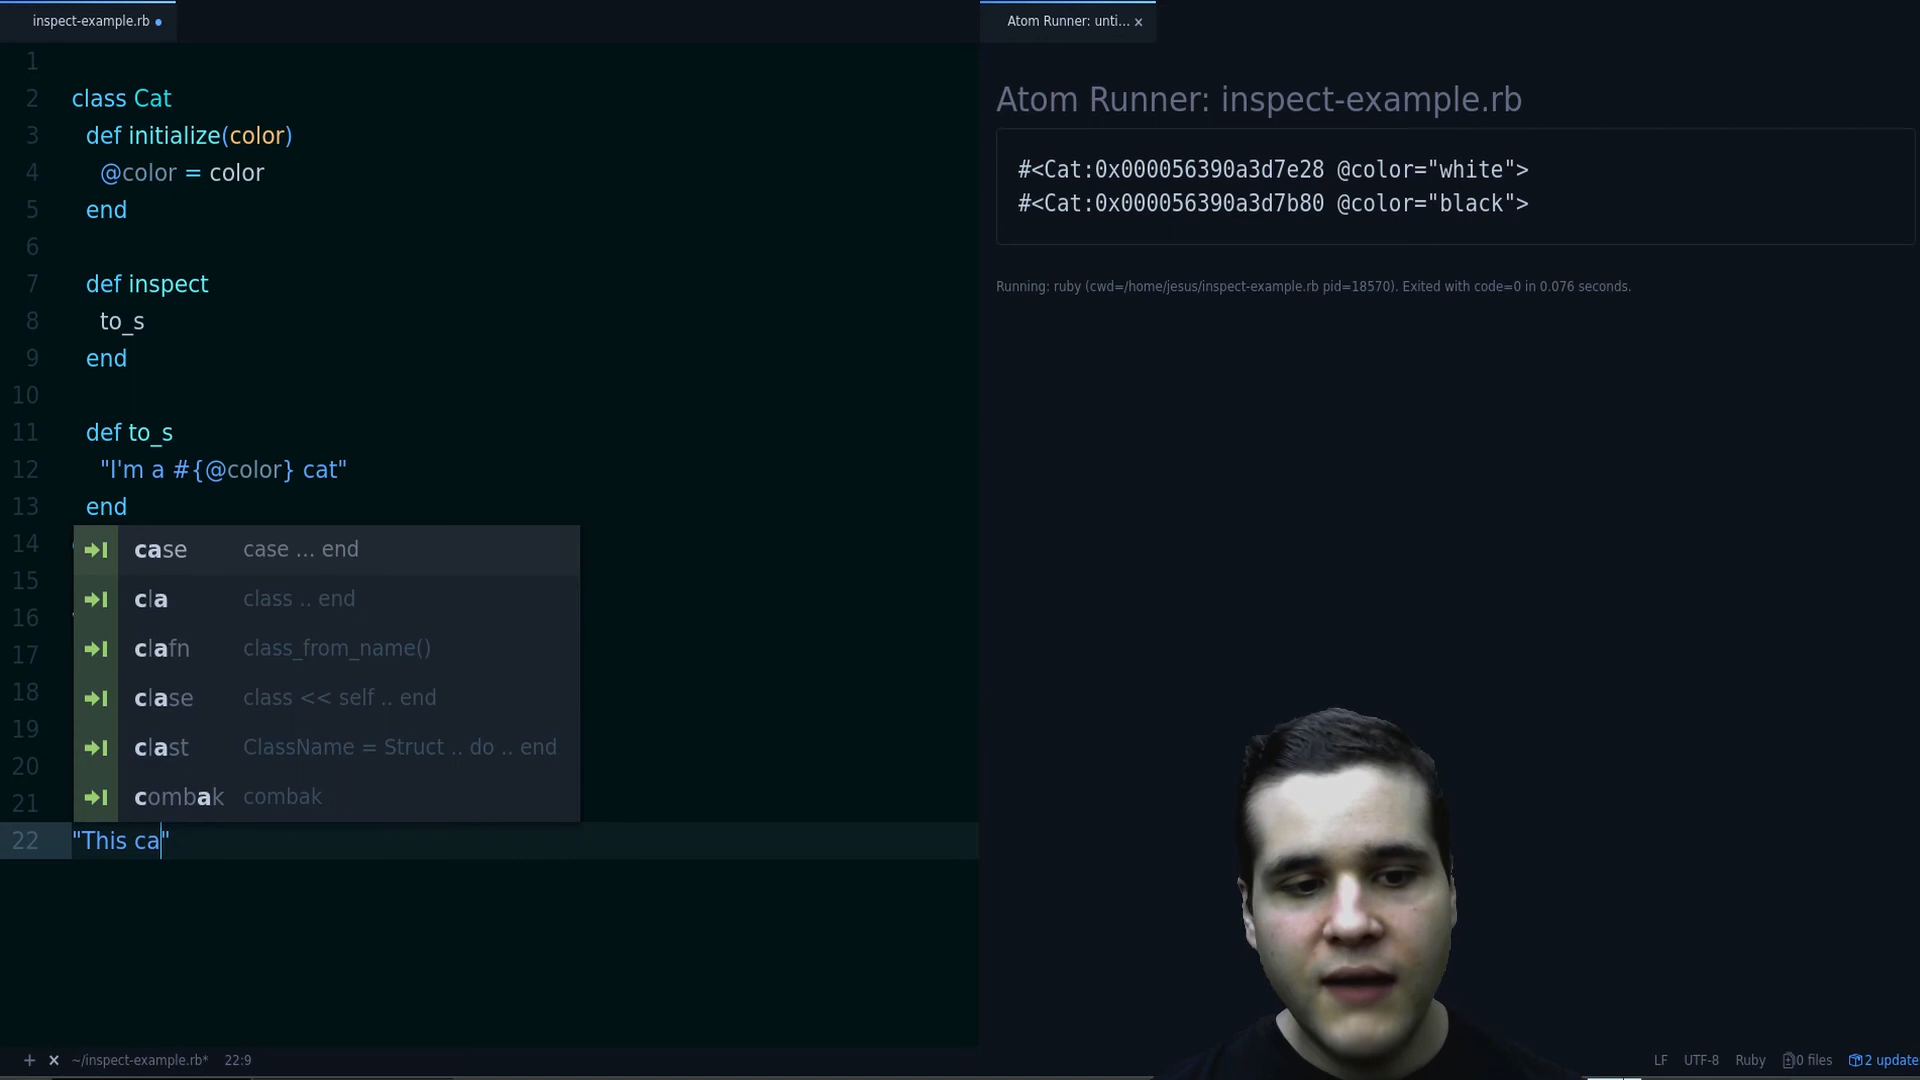 inspect-example.rb
Atom Runner: unti... ×
1
2 class Cat
3 def initialize(color)
4 @color = color
5 end
6
7 def inspect
8 to_s
9 end
10
11 def to_s
12 "I'm a #{@color} cat"
13 end
14
15
16
17
18
19
20
21
case case ... end
cla class .. end
clafn class_from_name()
clase class << self .. end
clast ClassName = Struct .. do .. end
combak combak
22 "This ca"
Atom Runner: inspect-example.rb
#<Cat:0x000056390a3d7e28 @color="white">
#<Cat:0x000056390a3d7b80 @color="black">
Running: ruby (cwd=/home/jesus/inspect-example.rb pid=18570). Exited with code=0 in 0.076 seconds.
+ × ~/inspect-example.rb* 22:9
LF UTF-8 Ruby 0 files 2 update